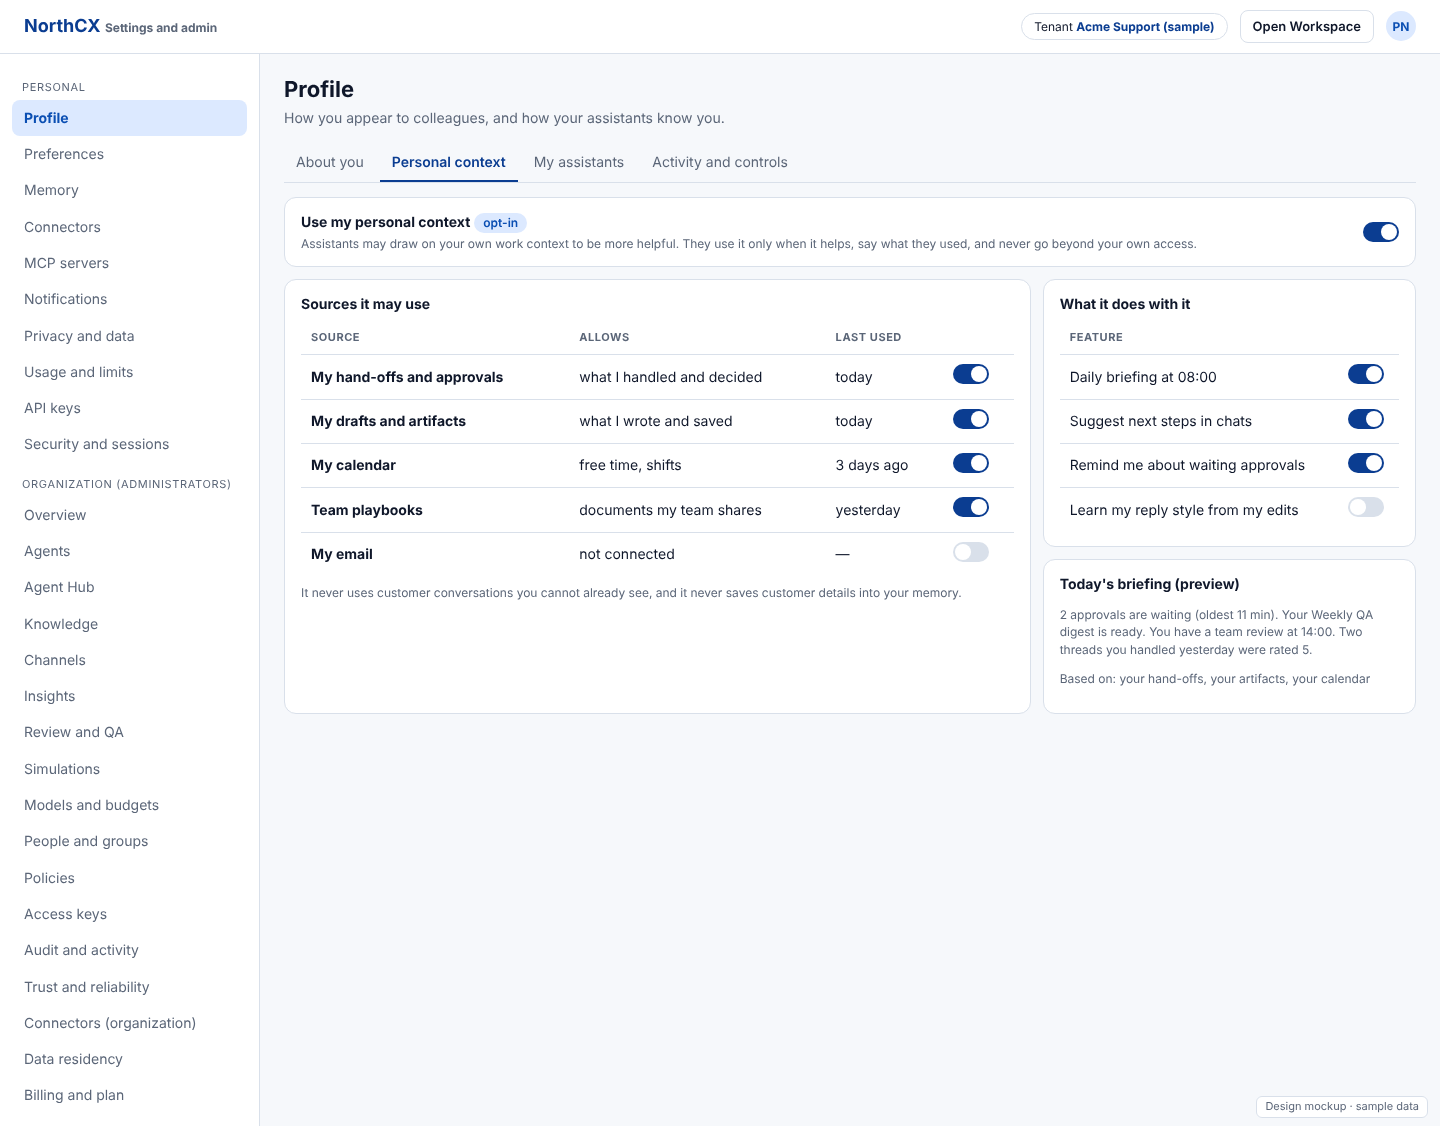 NorthCX Settings and admin
Tenant Acme Support (sample)
Open Workspace
PN
PERSONAL
Profile
Preferences
Memory
Connectors
MCP servers
Notifications
Privacy and data
Usage and limits
API keys
Security and sessions
ORGANIZATION (ADMINISTRATORS)
Overview
Agents
Agent Hub
Knowledge
Channels
Insights
Review and QA
Simulations
Models and budgets
People and groups
Policies
Access keys
Audit and activity
Trust and reliability
Connectors (organization)
Data residency
Billing and plan
Profile
How you appear to colleagues, and how your assistants know you.
About you Personal context My assistants Activity and controls
Use my personal context opt-in
Assistants may draw on your own work context to be more helpful. They use it only when it helps, say what they used, and never go beyond your own access.
Sources it may use
SOURCE ALLOWS LAST USED
My hand-offs and approvals what I handled and decided today
My drafts and artifacts what I wrote and saved today
My calendar free time, shifts 3 days ago
Team playbooks documents my team shares yesterday
My email not connected —
It never uses customer conversations you cannot already see, and it never saves customer details into your memory.
What it does with it
FEATURE
Daily briefing at 08:00
Suggest next steps in chats
Remind me about waiting approvals
Learn my reply style from my edits
Today's briefing (preview)
2 approvals are waiting (oldest 11 min). Your Weekly QA
digest is ready. You have a team review at 14:00. Two
threads you handled yesterday were rated 5.
Based on: your hand-offs, your artifacts, your calendar
Design mockup · sample data